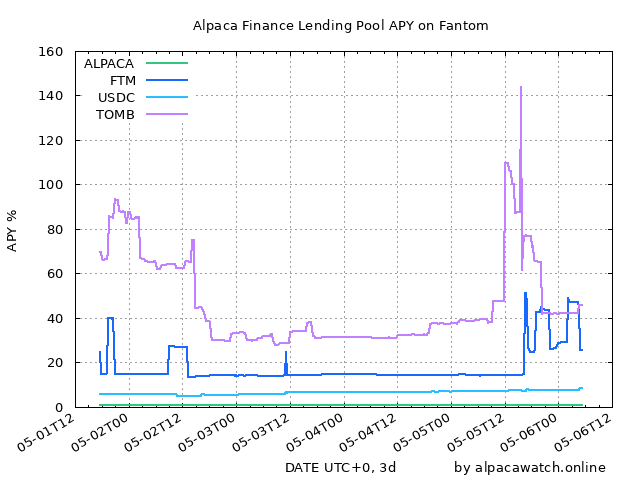 Alpaca Finance Lending Pool APY on Fantom
APY %
160
140
120
100
80
60
40
20
0
ALPACA
FTM
USDC
TOMB
05-01T12
05-02T00
05-02T12
05-03T00
05-03T12
05-04T00
05-04T12
05-05T00
05-05T12
05-06T00
05-06T12
DATE UTC+0, 3d
by alpacawatch.online